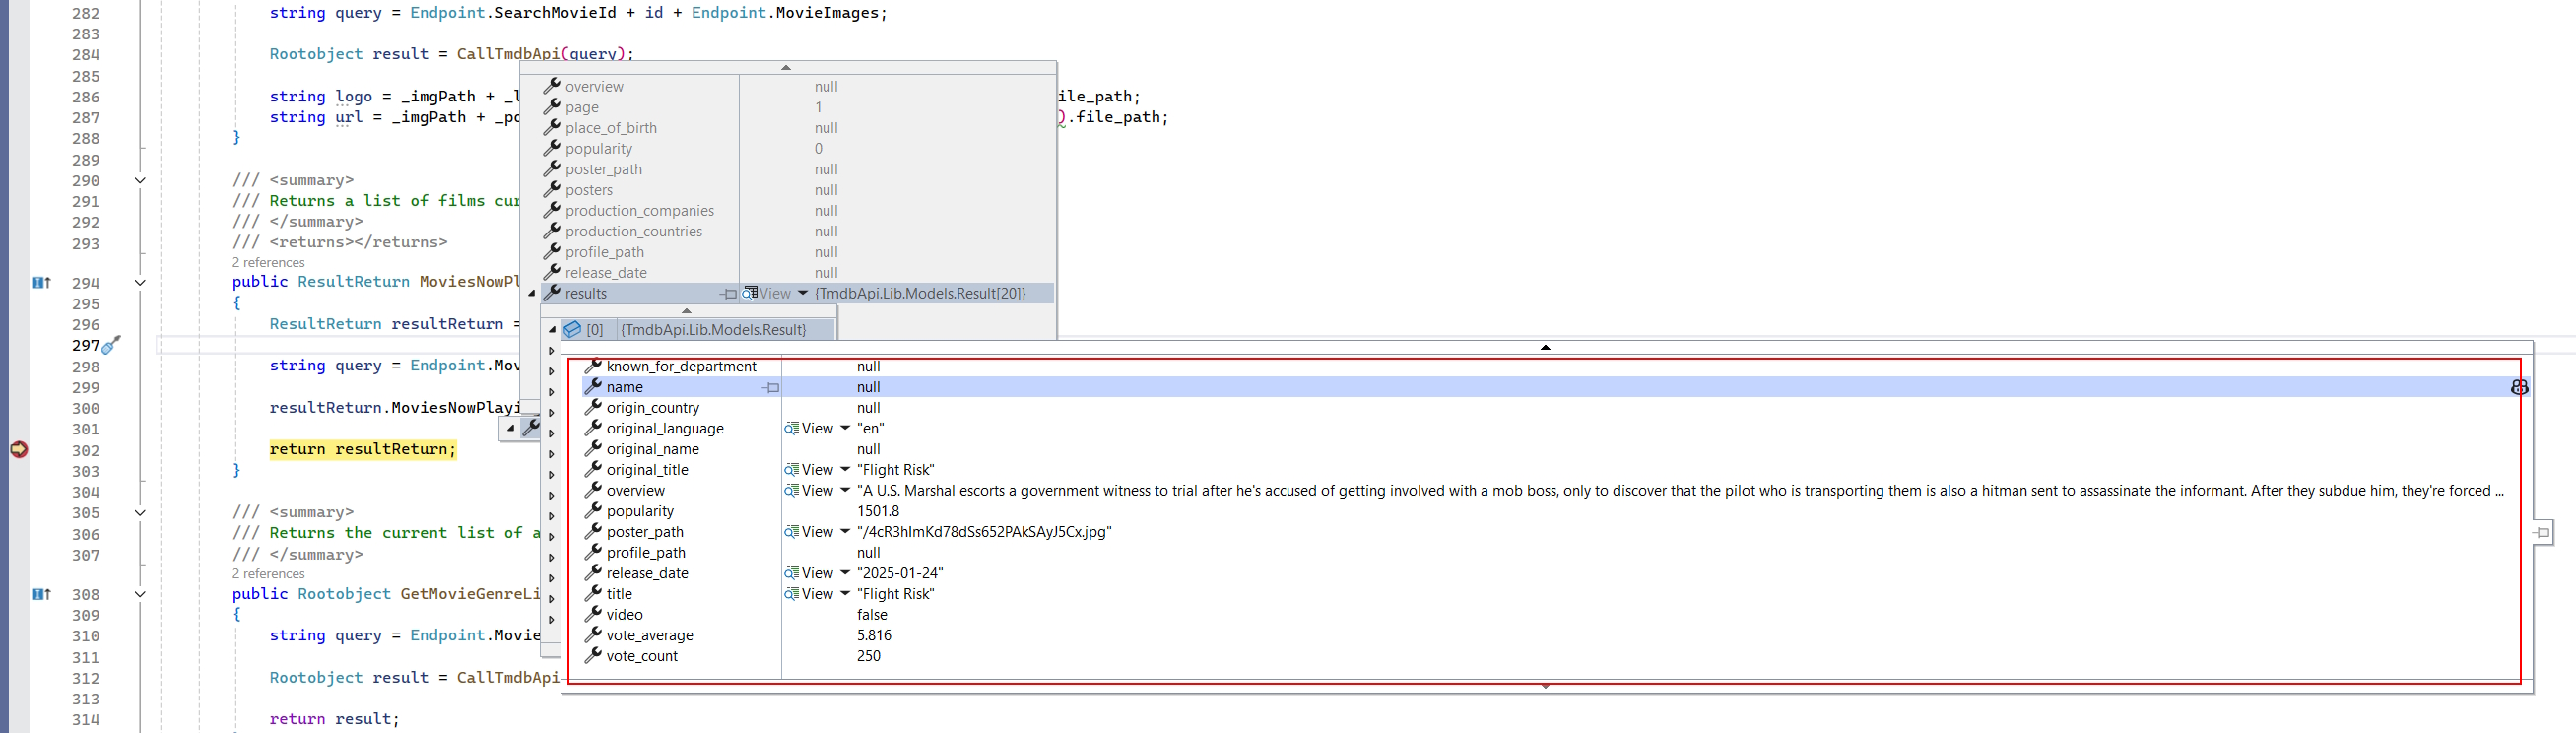 282 string query = Endpoint.SearchMovieId + id + Endpoint.MovieImages;
283
284 Rootobject result = CallTmdbApi(query);
285
286 string logo = _imgPath + _l ile_path;
287 string url = _imgPath + _po ).file_path;
288 }
289
290 /// <summary>
291 /// Returns a list of films cur
292 /// </summary>
293 /// <returns></returns>
2 references
294 public ResultReturn MoviesNowPl
295 {
296 ResultReturn resultReturn =
297
298 string query = Endpoint.Mov
299
300 resultReturn.MoviesNowPlayi
301
302 return resultReturn;
303 }
304
305 /// <summary>
306 /// Returns the current list of a
307 /// </summary>
2 references
308 public Rootobject GetMovieGenreLi
309 {
310 string query = Endpoint.Movie
311
312 Rootobject result = CallTmdbApi
313
314 return result;
overview null
page 1
place_of_birth null
popularity 0
poster_path null
posters null
production_companies null
production_countries null
profile_path null
release_date null
results View {TmdbApi.Lib.Models.Result[20]}
[0] {TmdbApi.Lib.Models.Result}
known_for_department null
name null
origin_country null
original_language View "en"
original_name null
original_title View "Flight Risk"
overview View "A U.S. Marshal escorts a government witness to trial after he's accused of getting involved with a mob boss, only to discover that the pilot who is transporting them is also a hitman sent to assassinate the informant. After they subdue him, they're forced ...
popularity 1501.8
poster_path View "/4cR3hImKd78dSs652PAkSAyJ5Cx.jpg"
profile_path null
release_date View "2025-01-24"
title View "Flight Risk"
video false
vote_average 5.816
vote_count 250